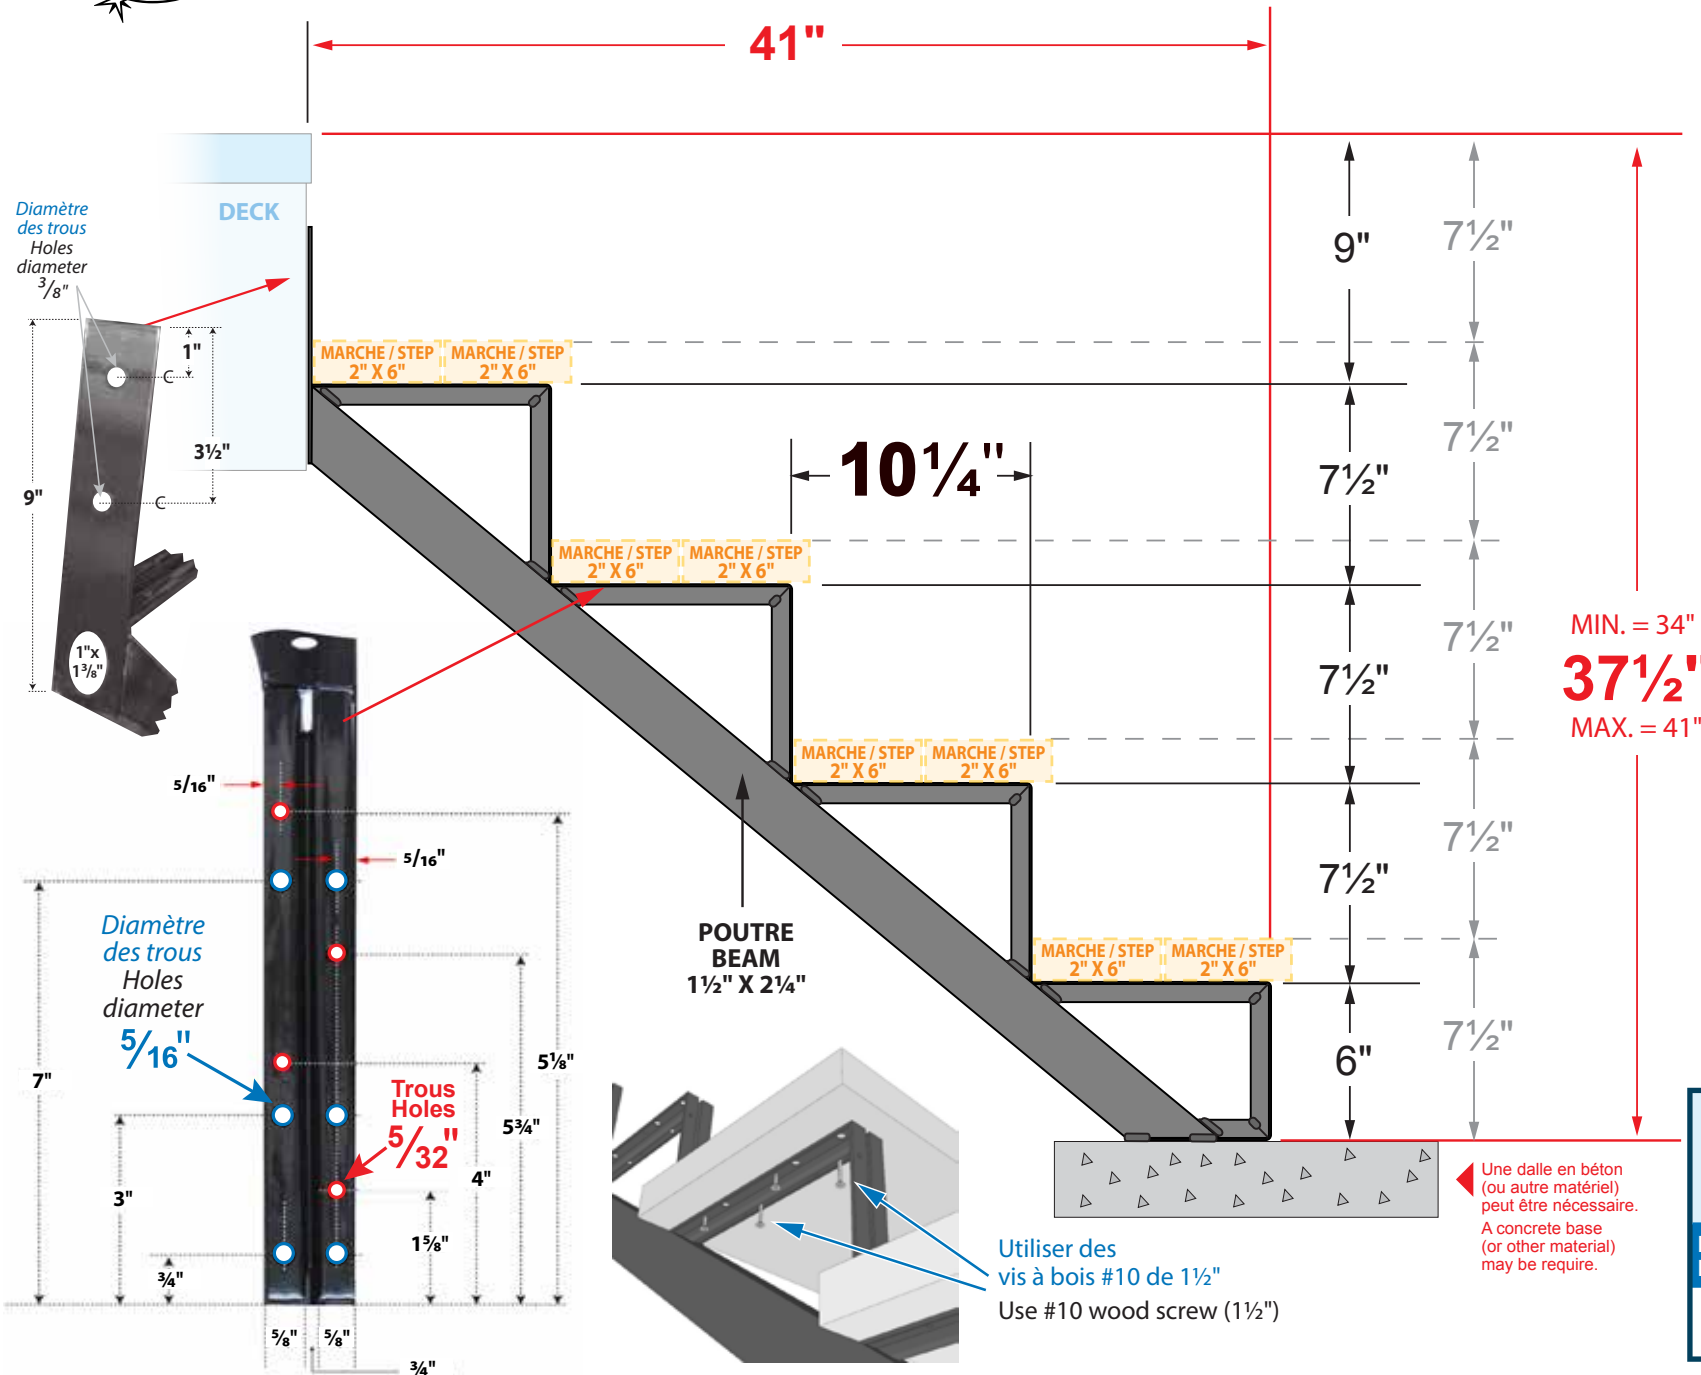 41"
DECK
Diamètre
des trous
Holes
diameter
3/8"
1"
C
3½"
C
9"
1"x
1⅜"
MARCHE / STEP
2" X 6"
MARCHE / STEP
2" X 6"
MARCHE / STEP
2" X 6"
MARCHE / STEP
2" X 6"
MARCHE / STEP
2" X 6"
MARCHE / STEP
2" X 6"
MARCHE / STEP
2" X 6"
MARCHE / STEP
2" X 6"
10¼"
9"
7½"
7½"
7½"
6"
7½"
7½"
7½"
7½"
7½"
MIN. = 34"
37½"
MAX. = 41"
POUTRE
BEAM
1½" X 2¼"
5/16"
5/16"
Diamètre
des trous
Holes
diameter
5/16"
Trous
Holes
5/32"
7"
3"
¾"
5⅛"
5¾"
4"
1⅝"
⅝"
⅝"
¾"
Utiliser des
vis à bois #10 de 1½"
Use #10 wood screw (1½")
Une dalle en béton
(ou autre matériel)
peut être nécessaire.
A concrete base
(or other material)
may be require.